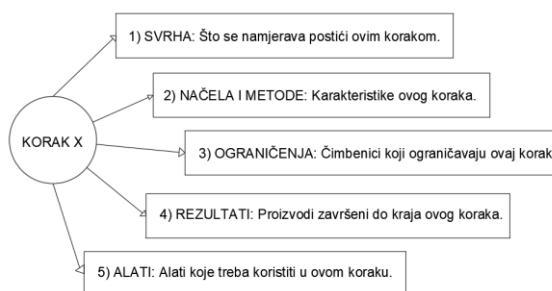 1) SVRHA: Što se namjerava postići ovim korakom.
2) NAČELA I METODE: Karakteristike ovog koraka.
KORAK X
3) OGRANIČENJA: Čimbenici koji ograničavaju ovaj korak
4) REZULTATI: Proizvodi završeni do kraja ovog koraka.
5) ALATI: Alati koje treba koristiti u ovom koraku.